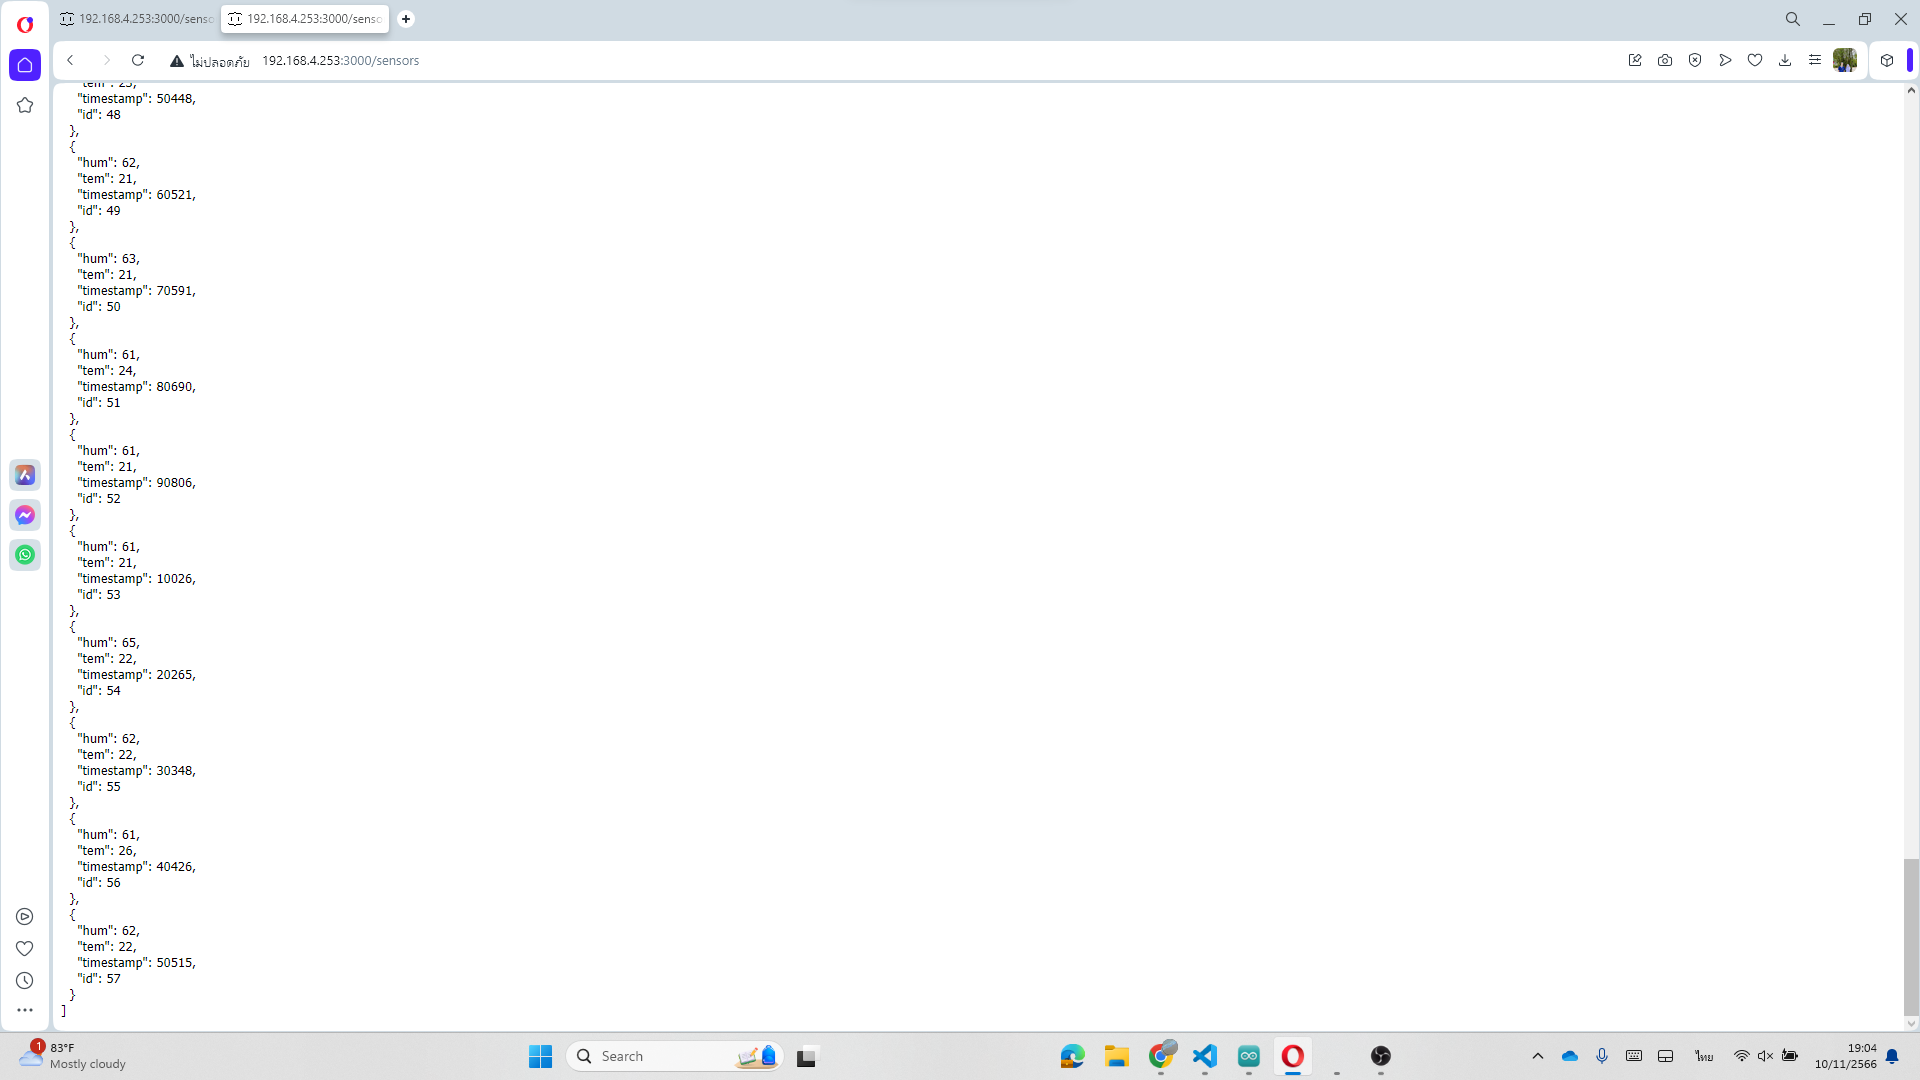 192.168.4.253:3000/senso
192.168.4.253:3000/senso
ไม่ปลอดภัย 192.168.4.253:3000/sensors
"timestamp": 50448,
"id": 48
},
{
"hum": 62,
"tem": 21,
"timestamp": 60521,
"id": 49
},
{
"hum": 63,
"tem": 21,
"timestamp": 70591,
"id": 50
},
{
"hum": 61,
"tem": 24,
"timestamp": 80690,
"id": 51
},
{
"hum": 61,
"tem": 21,
"timestamp": 90806,
"id": 52
},
{
"hum": 61,
"tem": 21,
"timestamp": 10026,
"id": 53
},
{
"hum": 65,
"tem": 22,
"timestamp": 20265,
"id": 54
},
{
"hum": 62,
"tem": 22,
"timestamp": 30348,
"id": 55
},
{
"hum": 61,
"tem": 26,
"timestamp": 40426,
"id": 56
},
{
"hum": 62,
"tem": 22,
"timestamp": 50515,
"id": 57
}
]
1
83°F
Mostly cloudy
Search
ไทย
19:04
10/11/2566